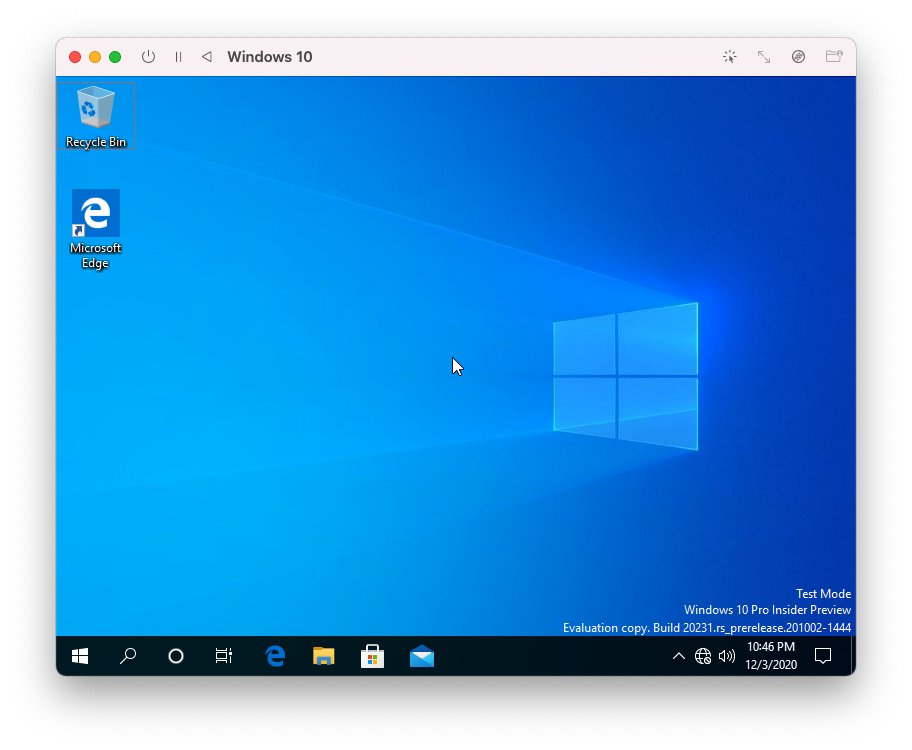 Windows 10
Recycle Bin
Microsoft
Edge
Test Mode
Windows 10 Pro Insider Preview
Evaluation copy. Build 20231.rs_prerelease.201002-1444
10:46 PM
12/3/2020